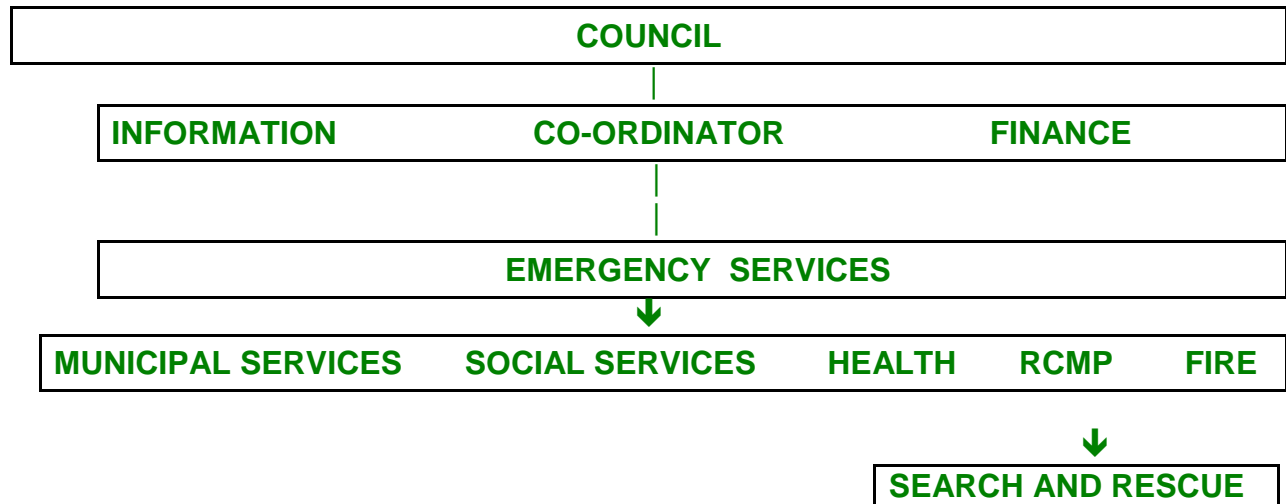 COUNCIL
INFORMATION CO-ORDINATOR FINANCE
EMERGENCY SERVICES
MUNICIPAL SERVICES SOCIAL SERVICES HEALTH RCMP FIRE
SEARCH AND RESCUE